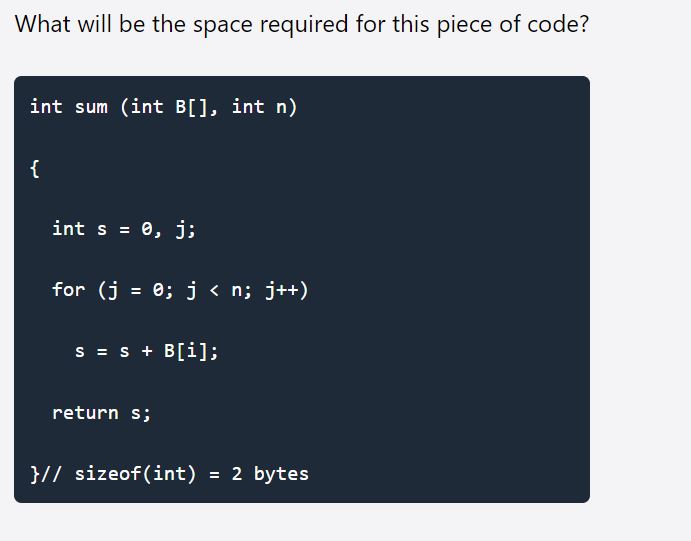 What will be the space required for this piece of code?
int sum (int B[], int n)
{
int s = 0, j;
for (j = 0; j < n; j++)
s = s + B[i];
return s;
}// sizeof(int) = 2 bytes